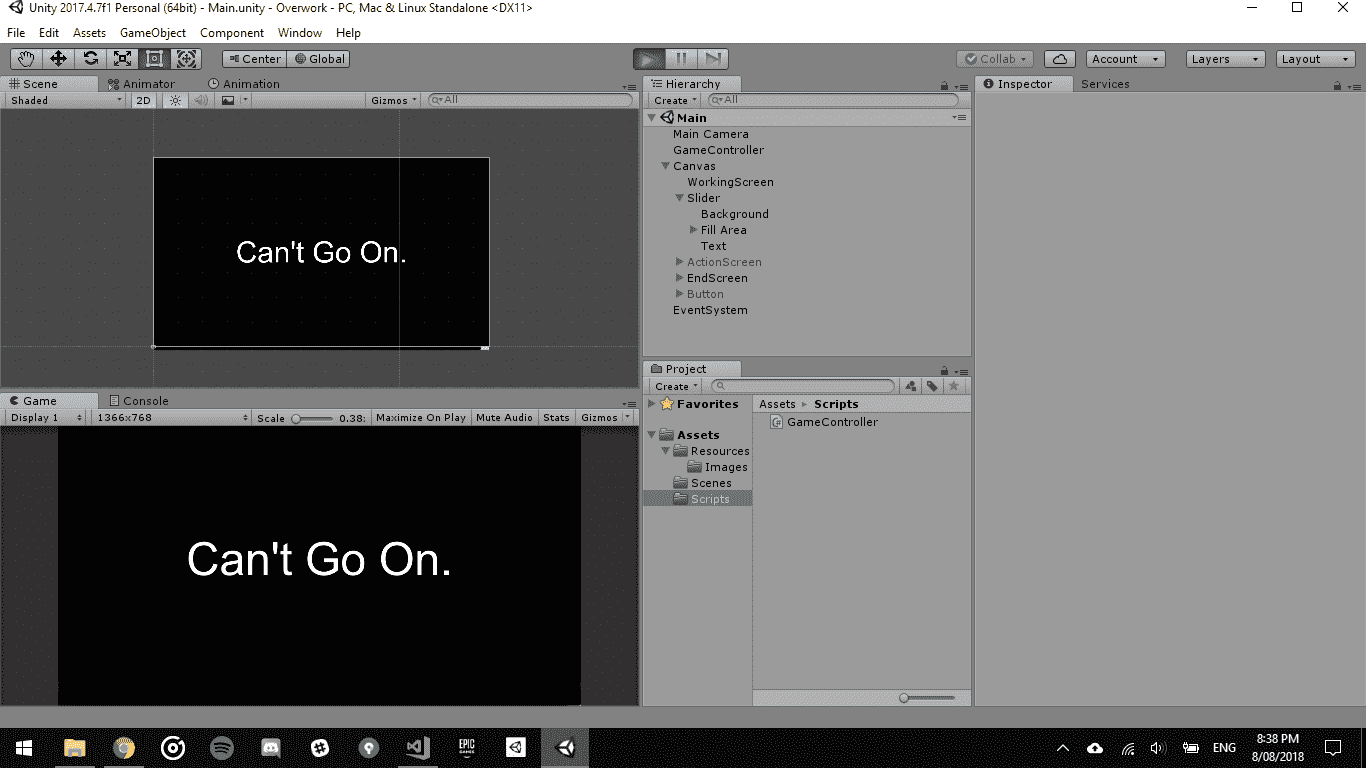 Unity 2017.4.7f1 Personal (64bit) - Main.unity - Overwork - PC, Mac & Linux Standalone <DX11>
File Edit Assets GameObject Component Window Help
Center Global Collab Account Layers Layout
Scene Animator Animation
Shaded 2D Gizmos All
Can't Go On.
Game Console
Display 1 1366x768 Scale 0.38: Maximize On Play Mute Audio Stats Gizmos
Can't Go On.
Hierarchy
Create All
Main
Main Camera
GameController
Canvas
WorkingScreen
Slider
Background
Fill Area
Text
ActionScreen
EndScreen
Button
EventSystem
Project
Create
Favorites
Assets
Resources
Images
Scenes
Scripts
Assets Scripts
GameController
Inspector Services
EPIC
GAMES
ENG
8:38 PM
8/08/2018